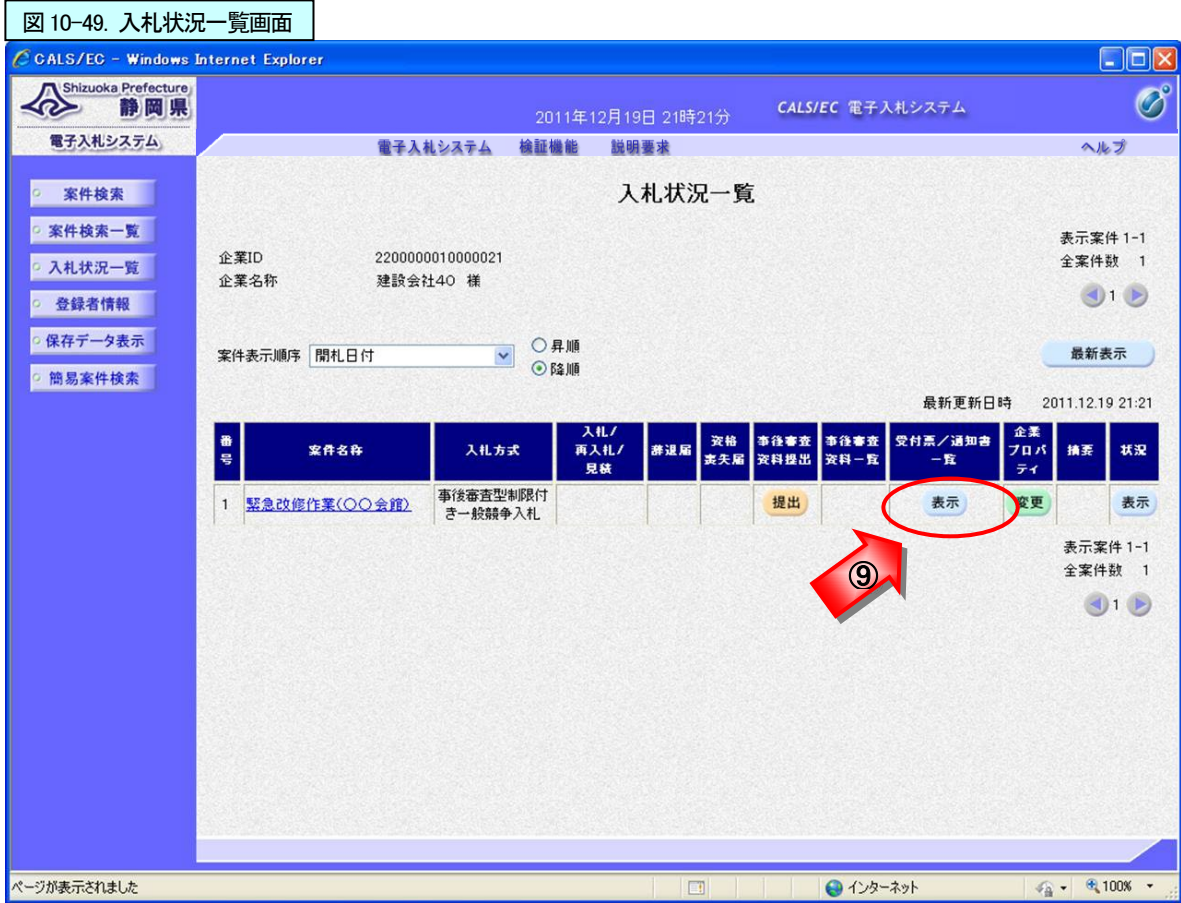 図 10-49. 入札状況一覧画面
CALS/EC - Windows Internet Explorer
Shizuoka Prefecture
静岡県
電子入札システム
2011年12月19日 21時21分
CALS/EC 電子入札システム
電子入札システム 検証機能 説明要求 ヘルプ
案件検索
案件検索一覧
入札状況一覧
登録者情報
保存データ表示
簡易案件検索
入札状況一覧
企業ID 2200000010000021
企業名称 建設会社40 様
表示案件 1-1
全案件数 1
1
案件表示順序 開札日付
昇順
降順
最新表示
最新更新日時 2011.12.19 21:21
番号 案件名称 入札方式 入札/再入札/見積 辞退届 資格喪失届 事後審査資料提出 事後審査資料一覧 受付票/通知書一覧 企業プロパティ 摘要 状況
1 緊急改修作業(〇〇会館) 事後審査型制限付き一般競争入札 提出 表示 変更 表示
⑨
表示案件 1-1
全案件数 1
1
ページが表示されました インターネット 100%